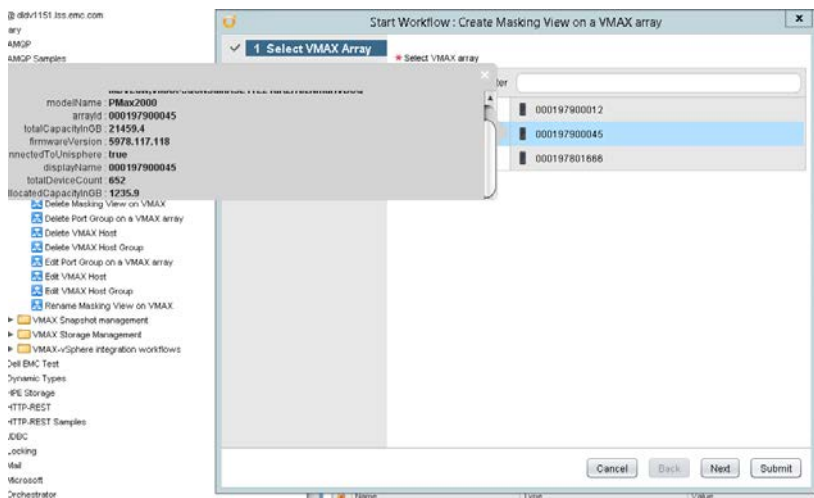 @ dldv1151.lss.emc.com
ary
AMQP
AMQP Samples
Start Workflow : Create Masking View on a VMAX array
x
1 Select VMAX Array
* Select VMAX array
ter
000197900012
000197900045
000197801666
modelName : PMax2000
arrayId : 000197900045
totalCapacityInGB : 21459.4
firmwareVersion : 5978.117.118
nnectedToUnisphere : true
displayName : 000197900045
totalDeviceCount : 652
llocatedCapacityInGB : 1235.9
Delete Masking View on VMAX
Delete Port Group on a VMAX array
Delete VMAX Host
Delete VMAX Host Group
Edit Port Group on a VMAX array
Edit VMAX Host
Edit VMAX Host Group
Rename Masking View on VMAX
VMAX Snapshot management
VMAX Storage Management
VMAX-vSphere integration workflows
Dell EMC Test
Dynamic Types
HPE Storage
HTTP-REST
HTTP-REST Samples
JDBC
Locking
Mail
Microsoft
Orchestrator
Cancel
Back
Next
Submit
Name
Type
Value